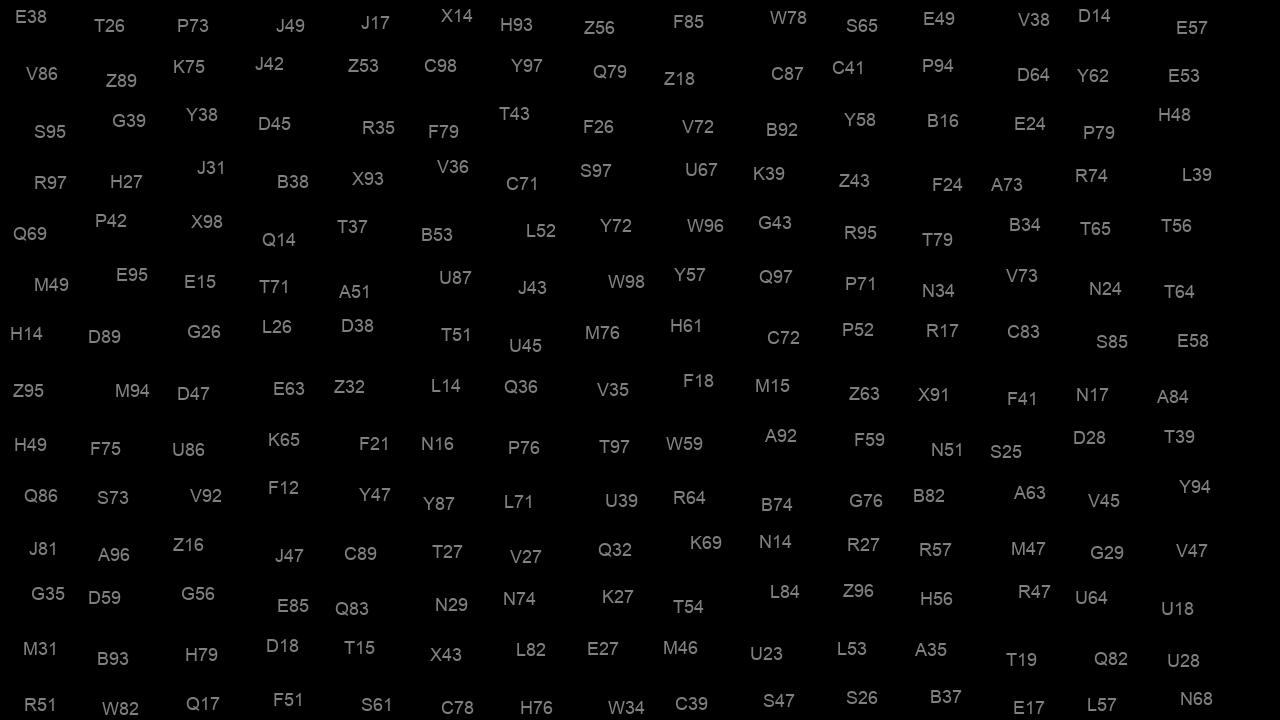 E38 T26 P73 J49 J17 X14 H93 Z56 F85 W78 S65 E49 V38 D14 E57
V86 Z89 K75 J42 Z53 C98 Y97 Q79 Z18 C87 C41 P94 D64 Y62 E53
S95 G39 Y38 D45 R35 F79 T43 F26 V72 B92 Y58 B16 E24 P79 H48
R97 H27 J31 B38 X93 V36 C71 S97 U67 K39 Z43 F24 A73 R74 L39
Q69 P42 X98 Q14 T37 B53 L52 Y72 W96 G43 R95 T79 B34 T65 T56
M49 E95 E15 T71 A51 U87 J43 W98 Y57 Q97 P71 N34 V73 N24 T64
H14 D89 G26 L26 D38 T51 U45 M76 H61 C72 P52 R17 C83 S85 E58
Z95 M94 D47 E63 Z32 L14 Q36 V35 F18 M15 Z63 X91 F41 N17 A84
H49 F75 U86 K65 F21 N16 P76 T97 W59 A92 F59 N51 S25 D28 T39
Q86 S73 V92 F12 Y47 Y87 L71 U39 R64 B74 G76 B82 A63 V45 Y94
J81 A96 Z16 J47 C89 T27 V27 Q32 K69 N14 R27 R57 M47 G29 V47
G35 D59 G56 E85 Q83 N29 N74 K27 T54 L84 Z96 H56 R47 U64 U18
M31 B93 H79 D18 T15 X43 L82 E27 M46 U23 L53 A35 T19 Q82 U28
R51 W82 Q17 F51 S61 C78 H76 W34 C39 S47 S26 B37 E17 L57 N68